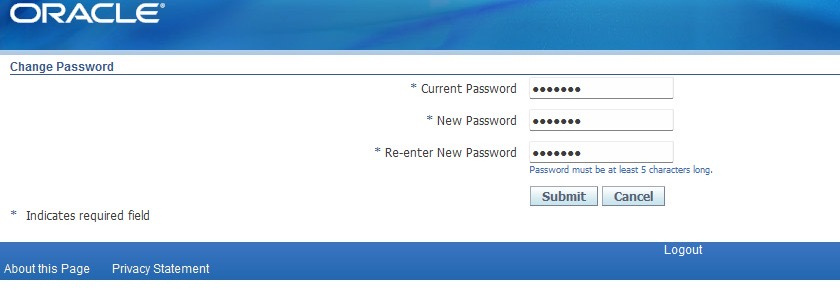 ORACLE®
Change Password
* Current Password •••••••
* New Password •••••••
* Re-enter New Password •••••••
Password must be at least 5 characters long.
Submit Cancel
* Indicates required field
Logout
About this Page Privacy Statement